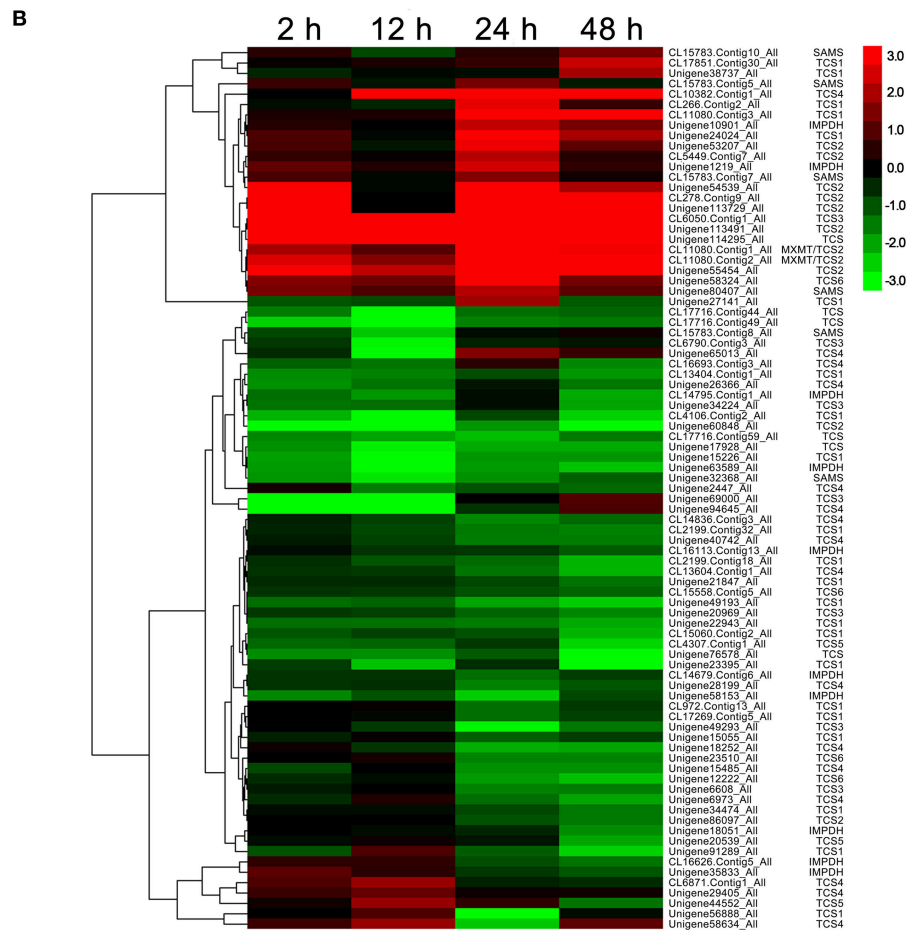 B
2 h 12 h 24 h 48 h
CL15783.Contig10_All SAMS
CL17851.Contig30_All TCS1
Unigene38737_All TCS1
CL15783.Contig5_All SAMS
CL10382.Contig1_All TCS4
CL266.Contig2_All TCS1
CL11080.Contig3_All TCS1
Unigene10901_All IMPDH
Unigene24024_All TCS1
Unigene53207_All TCS2
CL5449.Contig7_All TCS2
Unigene1219_All IMPDH
CL15783.Contig7_All SAMS
Unigene54539_All TCS2
CL278.Contig9_All TCS2
Unigene113729_All TCS2
CL6050.Contig1_All TCS3
Unigene113491_All TCS2
Unigene114295_All TCS
CL11080.Contig1_All MXMT/TCS2
CL11080.Contig2_All MXMT/TCS2
Unigene55454_All TCS2
Unigene58324_All TCS6
Unigene80407_All SAMS
Unigene27141_All TCS1
CL17716.Contig44_All TCS
CL17716.Contig49_All TCS
CL15783.Contig8_All SAMS
CL6790.Contig3_All TCS3
Unigene65013_All TCS4
CL16693.Contig3_All TCS4
CL13404.Contig1_All TCS1
Unigene26366_All TCS4
CL14795.Contig1_All IMPDH
Unigene34224_All TCS3
CL4106.Contig2_All TCS1
Unigene60848_All TCS2
CL17716.Contig59_All TCS
Unigene17928_All TCS
Unigene15226_All TCS1
Unigene63589_All IMPDH
Unigene32368_All SAMS
Unigene2447_All TCS4
Unigene69000_All TCS3
Unigene94645_All TCS4
CL14836.Contig3_All TCS4
CL2199.Contig32_All TCS1
Unigene40742_All TCS4
CL16113.Contig13_All IMPDH
CL2199.Contig18_All TCS1
CL13604.Contig1_All TCS4
Unigene21847_All TCS1
CL15558.Contig5_All TCS6
Unigene49193_All TCS1
Unigene20969_All TCS3
Unigene22943_All TCS1
CL15060.Contig2_All TCS1
CL4307.Contig1_All TCS5
Unigene76578_All TCS
Unigene23395_All TCS1
CL14679.Contig6_All IMPDH
Unigene28199_All TCS4
Unigene58153_All IMPDH
CL972.Contig13_All TCS1
CL17269.Contig5_All TCS1
Unigene49293_All TCS3
Unigene15055_All TCS1
Unigene18252_All TCS4
Unigene23510_All TCS6
Unigene15485_All TCS4
Unigene12222_All TCS6
Unigene6608_All TCS3
Unigene6973_All TCS4
Unigene34474_All TCS1
Unigene86097_All TCS2
Unigene18051_All IMPDH
Unigene20539_All TCS5
Unigene91289_All TCS1
CL16626.Contig5_All IMPDH
Unigene35833_All IMPDH
CL6871.Contig1_All TCS4
Unigene29405_All TCS4
Unigene44552_All TCS5
Unigene56888_All TCS1
Unigene58634_All TCS4
3.0
2.0
1.0
0.0
-1.0
-2.0
-3.0